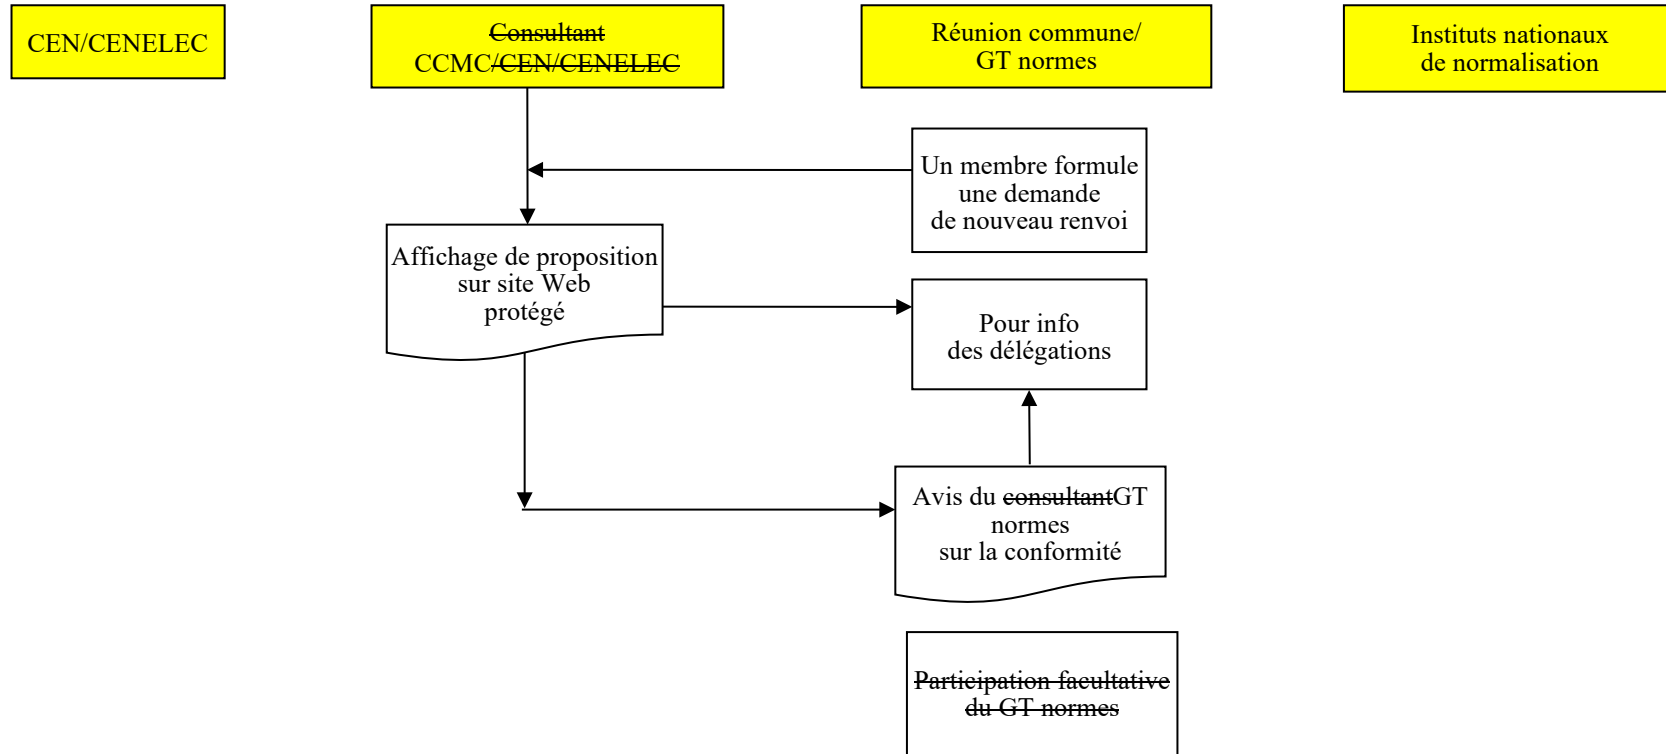 CEN/CENELEC
Consultant
CCMC/CEN/CENELEC
Réunion commune/
GT normes
Instituts nationaux
de normalisation
Un membre formule
une demande
de nouveau renvoi
Affichage de proposition
sur site Web
protégé
Pour info
des délégations
Avis du consultantGT
normes
sur la conformité
Participation facultative
du GT normes